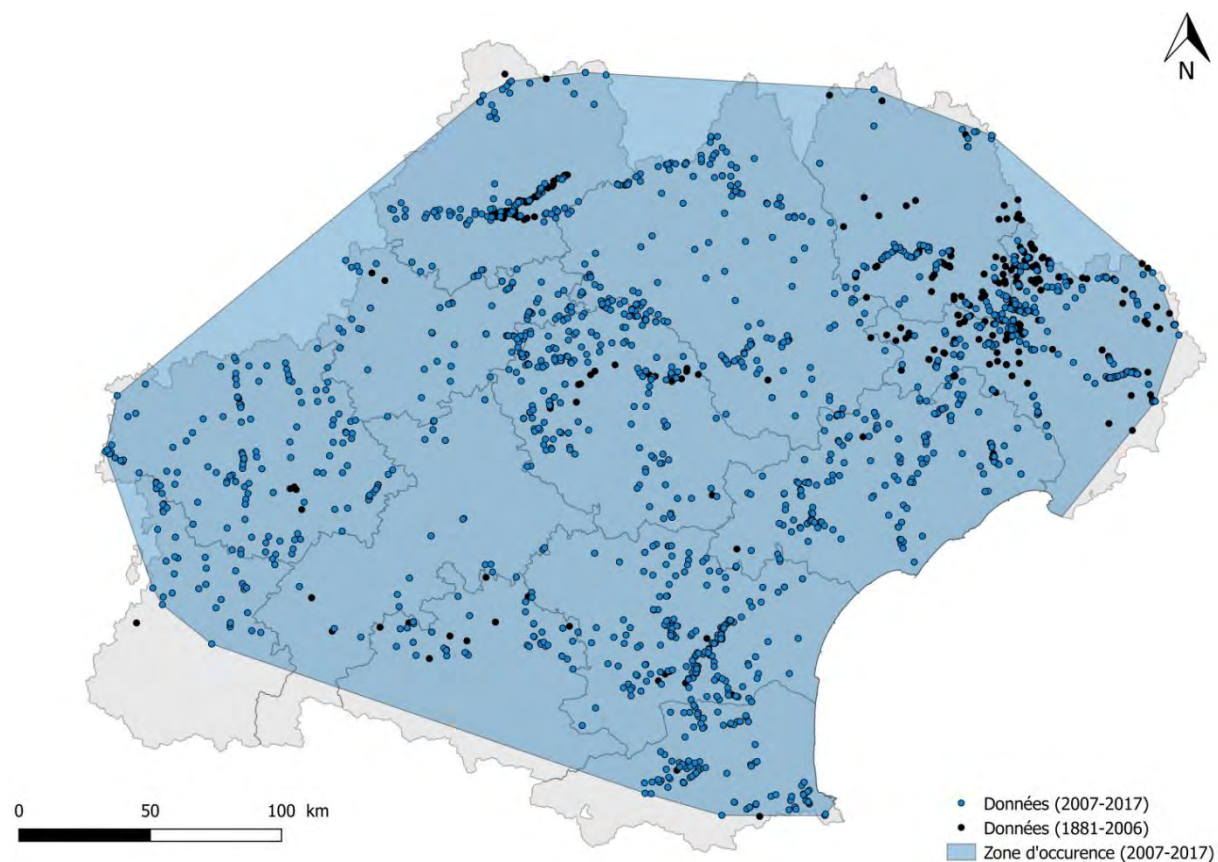 N
0 50 100 km
Données (2007-2017)
Données (1881-2006)
Zone d'occurence (2007-2017)